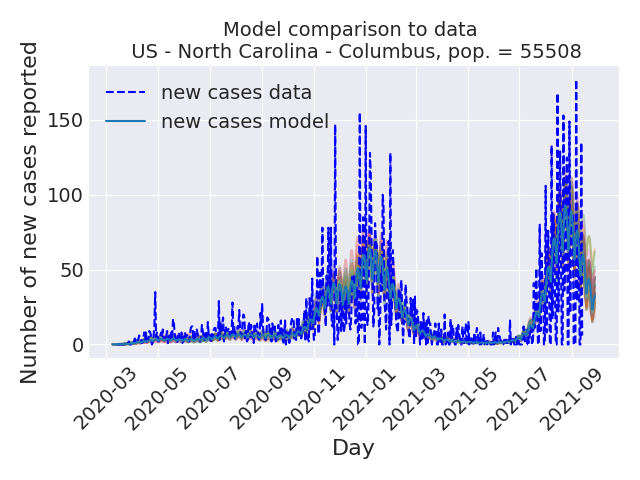 Model comparison to data
US - North Carolina - Columbus, pop. = 55508
Number of new cases reported
new cases data
new cases model
150
100
50
0
2020-03
2020-05
2020-07
2020-09
2020-11
2021-01
2021-03
2021-05
2021-07
2021-09
Day